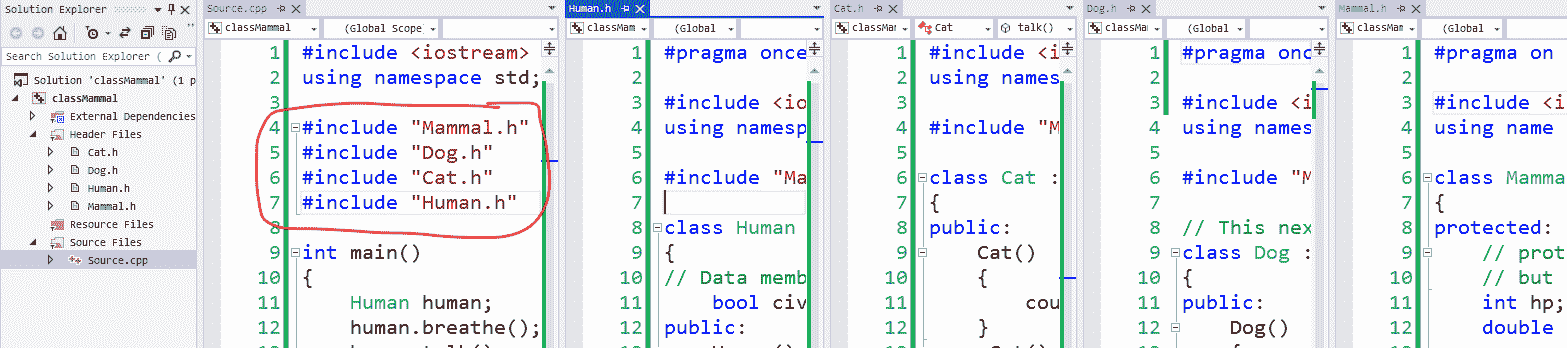 Solution Explorer
Search Solution Explorer (
Solution 'classMammal' (1 p
classMammal
External Dependencies
Header Files
Cat.h
Dog.h
Human.h
Mammal.h
Resource Files
Source Files
Source.cpp
Source.cpp
classMammal (Global Scope)
1 #include <iostream>
2 using namespace std;
3
4 #include "Mammal.h"
5 #include "Dog.h"
6 #include "Cat.h"
7 #include "Human.h"
8
9 int main()
10 {
11 Human human;
12 human.breathe();
Human.h
classMam (Global)
1 #pragma once
2
3 #include <io
4 using namesp
5
6 #include "Ma
7
8 class Human
9 {
10 // Data memb
11 bool civ
12 public:
Cat.h
classMa Cat talk()
1 #include <i
2 using names
3
4 #include "M
5
6 class Cat :
7 {
8 public:
9 Cat()
10 {
11 cou
12 }
Dog.h
classMa (Global)
1 #pragma onc
2
3 #include <i
4 using names
5
6 #include "M
7
8 // This nex
9 class Dog :
10 {
11 public:
12 Dog()
Mammal.h
classMam (Global)
1 #pragma on
2
3 #include <i
4 using name
5
6 class Mamma
7 {
8 protected:
9 // prot
10 // but
11 int hp;
12 double